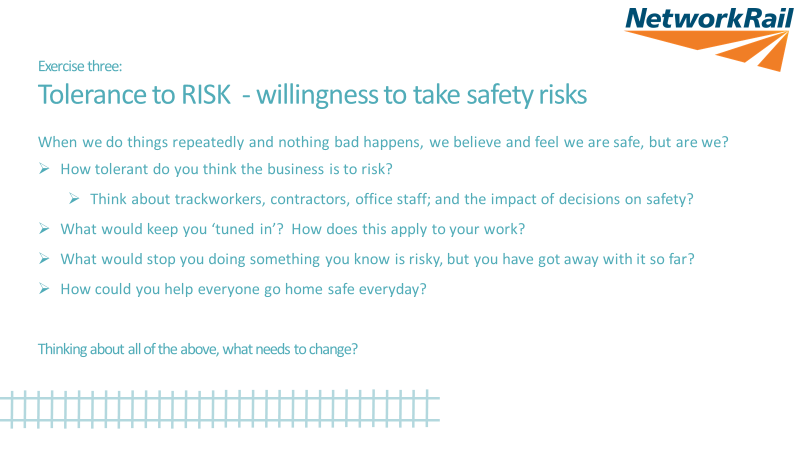 NetworkRail
Exercise three:
Tolerance to RISK - willingness to take safety risks
When we do things repeatedly and nothing bad happens, we believe and feel we are safe, but are we?
➢ How tolerant do you think the business is to risk?
➢ Think about trackworkers, contractors, office staff; and the impact of decisions on safety?
➢ What would keep you ‘tuned in’? How does this apply to your work?
➢ What would stop you doing something you know is risky, but you have got away with it so far?
➢ How could you help everyone go home safe everyday?
Thinking about all of the above, what needs to change?